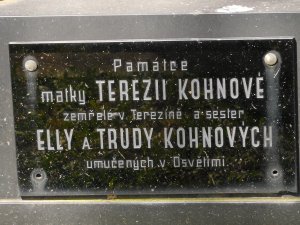 Památce
matky TEREZII KOHNOVÉ
zemřelé v Terezíně a sester
ELLY A TRUDY KOHNOVÝCH
umučených v Osvětimi.